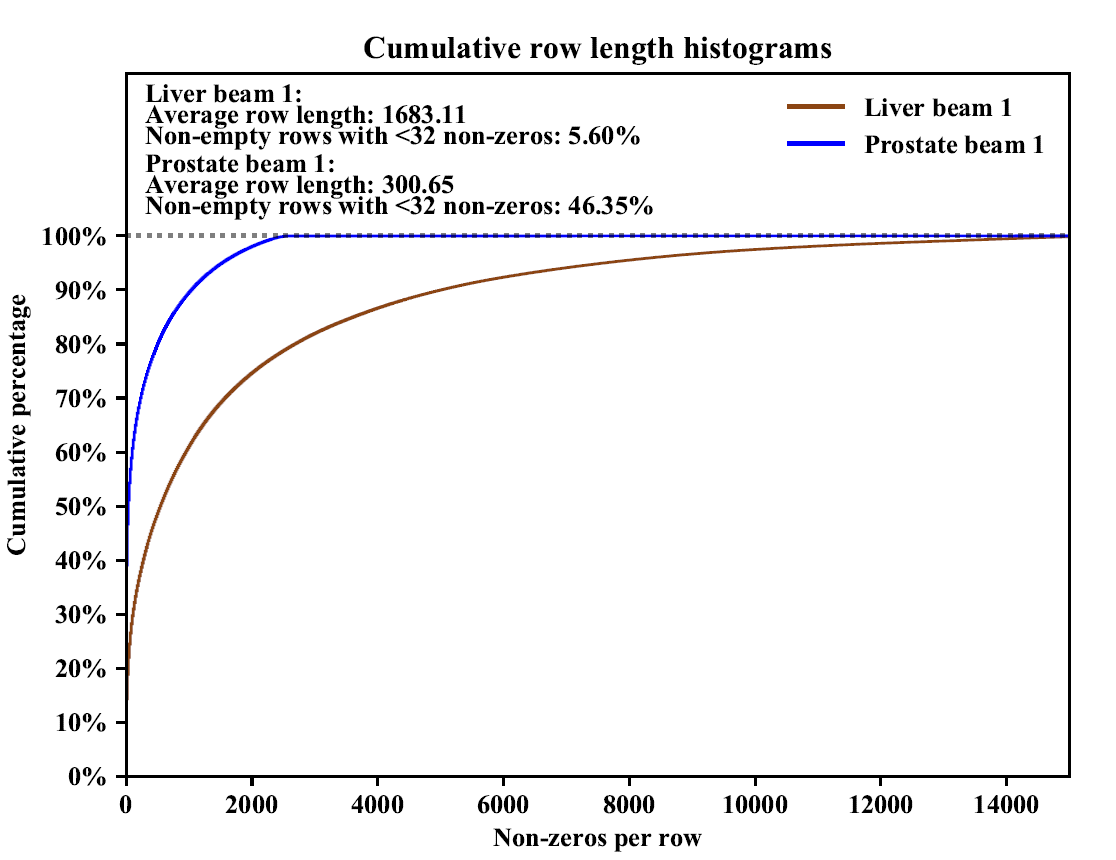 Cumulative row length histograms
Liver beam 1:
Average row length: 1683.11
Non-empty rows with <32 non-zeros: 5.60%
Prostate beam 1:
Average row length: 300.65
Non-empty rows with <32 non-zeros: 46.35%
Liver beam 1
Prostate beam 1
Cumulative percentage
100%
90%
80%
70%
60%
50%
40%
30%
20%
10%
0%
0 2000 4000 6000 8000 10000 12000 14000
Non-zeros per row